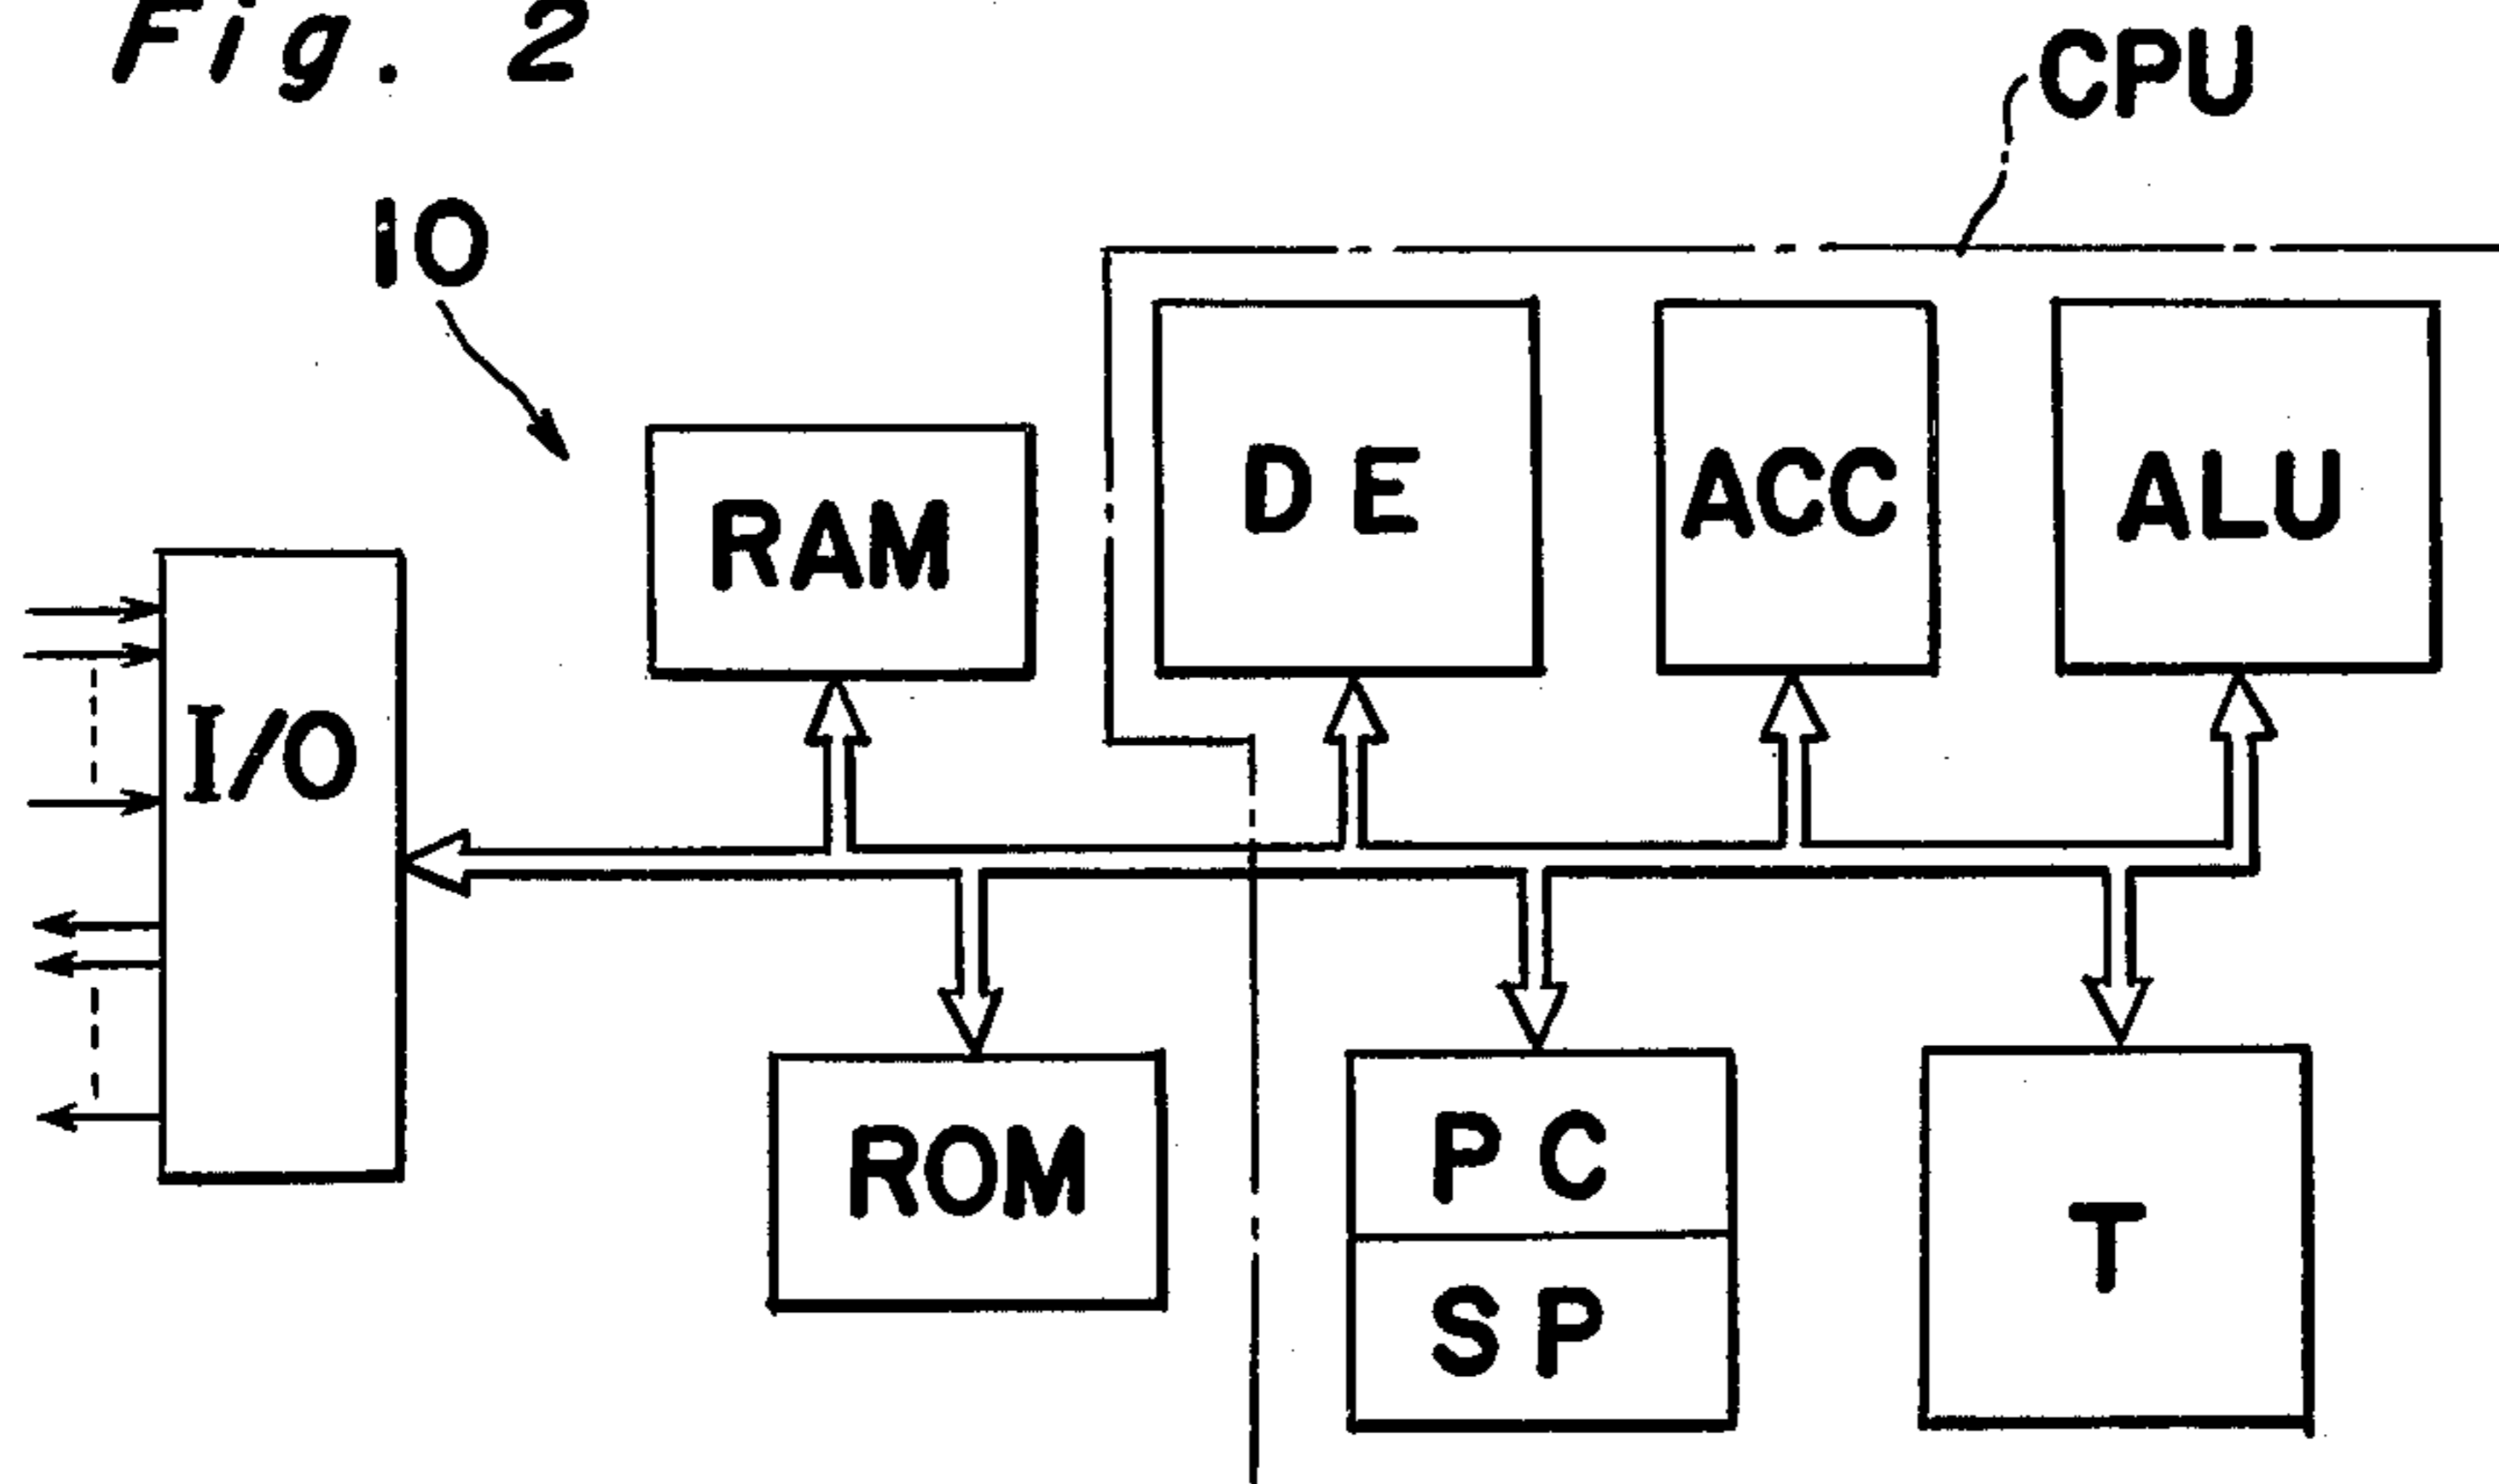 Fig. 2
CPU
10
RAM
DE
ACC
ALU
I/O
ROM
PC
SP
T